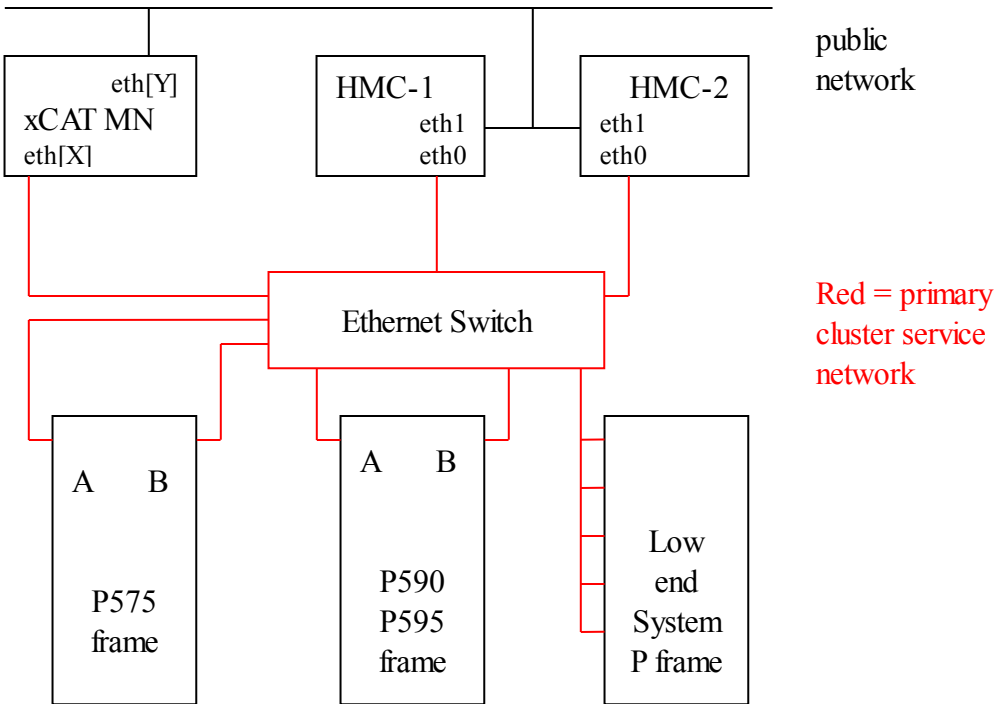 public
network
eth[Y]
xCAT MN
eth[X]
HMC-1
eth1
eth0
HMC-2
eth1
eth0
Ethernet Switch
Red = primary
cluster service
network
A B
P575
frame
A B
P590
P595
frame
Low
end
System
P frame